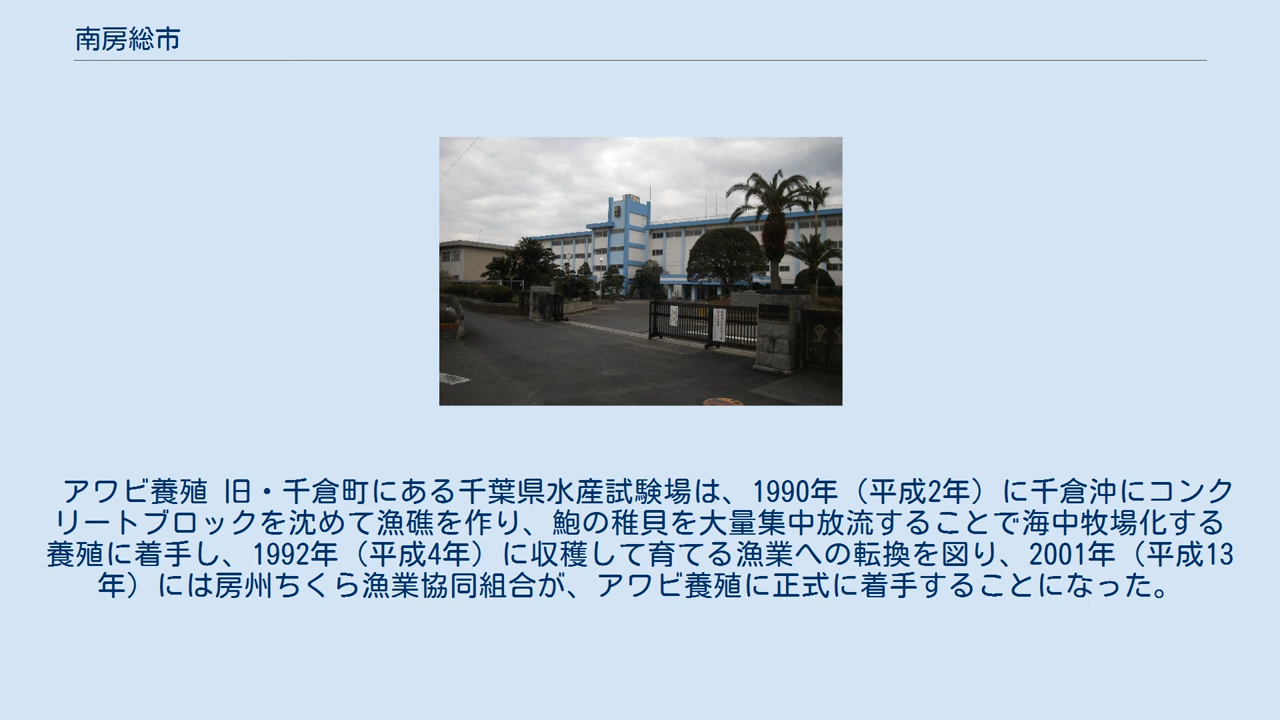 南房総市
アワビ養殖 旧・千倉町にある千葉県水産試験場は、1990年（平成2年）に千倉沖にコンク
リートブロックを沈めて漁礁を作り、鮑の稚貝を大量集中放流することで海中牧場化する
養殖に着手し、1992年（平成4年）に収穫して育てる漁業への転換を図り、2001年（平成13
年）には房州ちくら漁業協同組合が、アワビ養殖に正式に着手することになった。